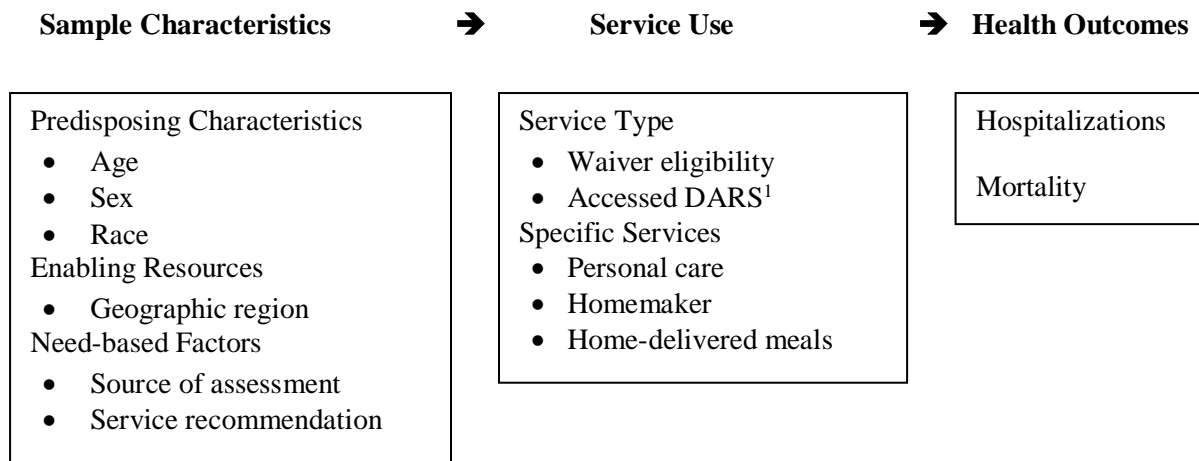 Sample Characteristics ➔ Service Use ➔ Health Outcomes
Predisposing Characteristics
• Age
• Sex
• Race
Enabling Resources
• Geographic region
Need-based Factors
• Source of assessment
• Service recommendation
Service Type
• Waiver eligibility
• Accessed DARS¹
Specific Services
• Personal care
• Homemaker
• Home-delivered meals
Hospitalizations
Mortality